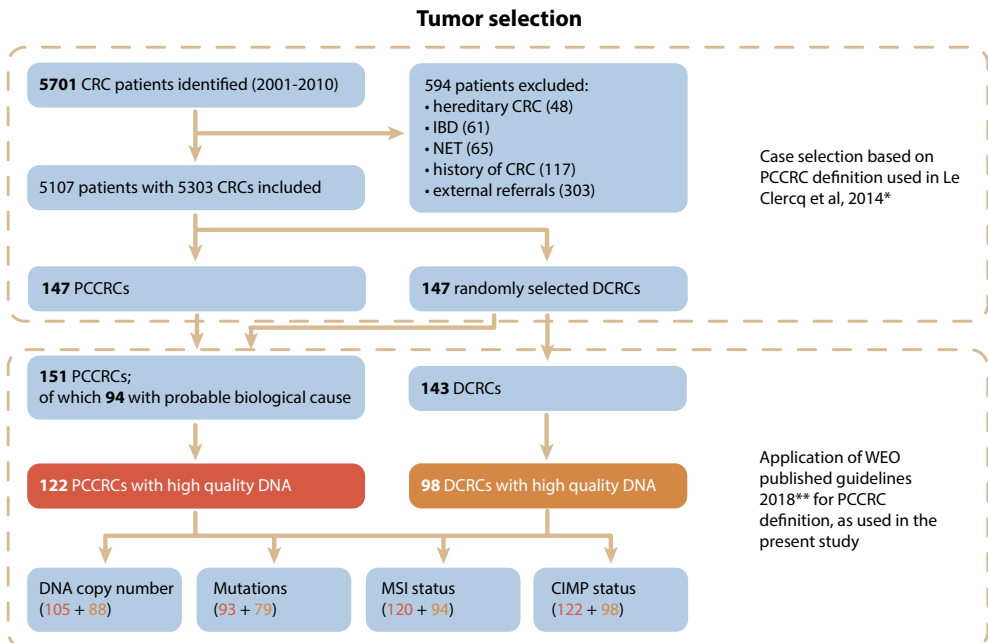 Tumor selection
5701 CRC patients identified (2001-2010)
594 patients excluded:
• hereditary CRC (48)
• IBD (61)
• NET (65)
• history of CRC (117)
• external referrals (303)
5107 patients with 5303 CRCs included
Case selection based on
PCCRC definition used in Le
Clercq et al, 2014*
147 PCCRCs
147 randomly selected DCRCs
151 PCCRCs;
of which 94 with probable biological cause
143 DCRCs
122 PCCRCs with high quality DNA
98 DCRCs with high quality DNA
Application of WEO
published guidelines
2018** for PCCRC
definition, as used in the
present study
DNA copy number
(105 + 88)
Mutations
(93 + 79)
MSI status
(120 + 94)
CIMP status
(122 + 98)